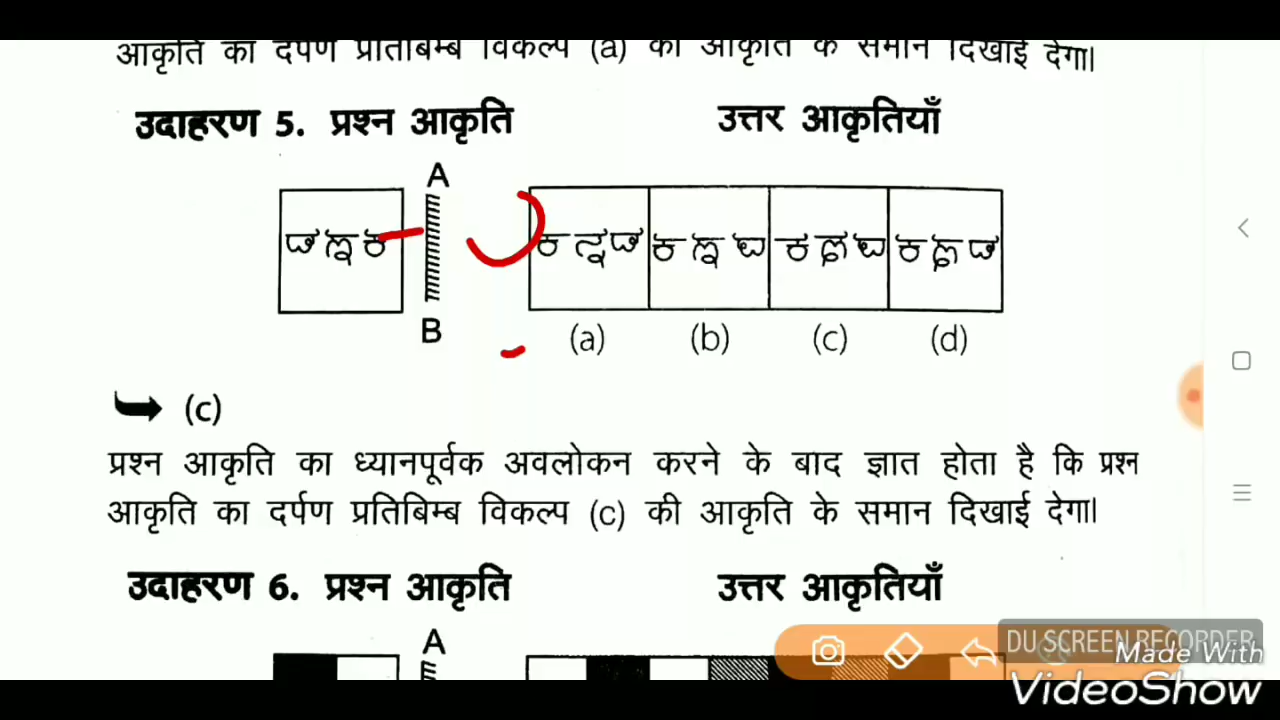 आकृति का दर्पण प्रतिबिम्ब विकल्प (a) की आकृति के समान दिखाई देगा।
उदाहरण 5. प्रश्न आकृति
उत्तर आकृतियाँ
A
B
(a) (b) (c) (d)
(c)
प्रश्न आकृति का ध्यानपूर्वक अवलोकन करने के बाद ज्ञात होता है कि प्रश्न
आकृति का दर्पण प्रतिबिम्ब विकल्प (c) की आकृति के समान दिखाई देगा।
उदाहरण 6. प्रश्न आकृति
उत्तर आकृतियाँ
A
DU SCREEN RECORDER
Made With
VideoShow